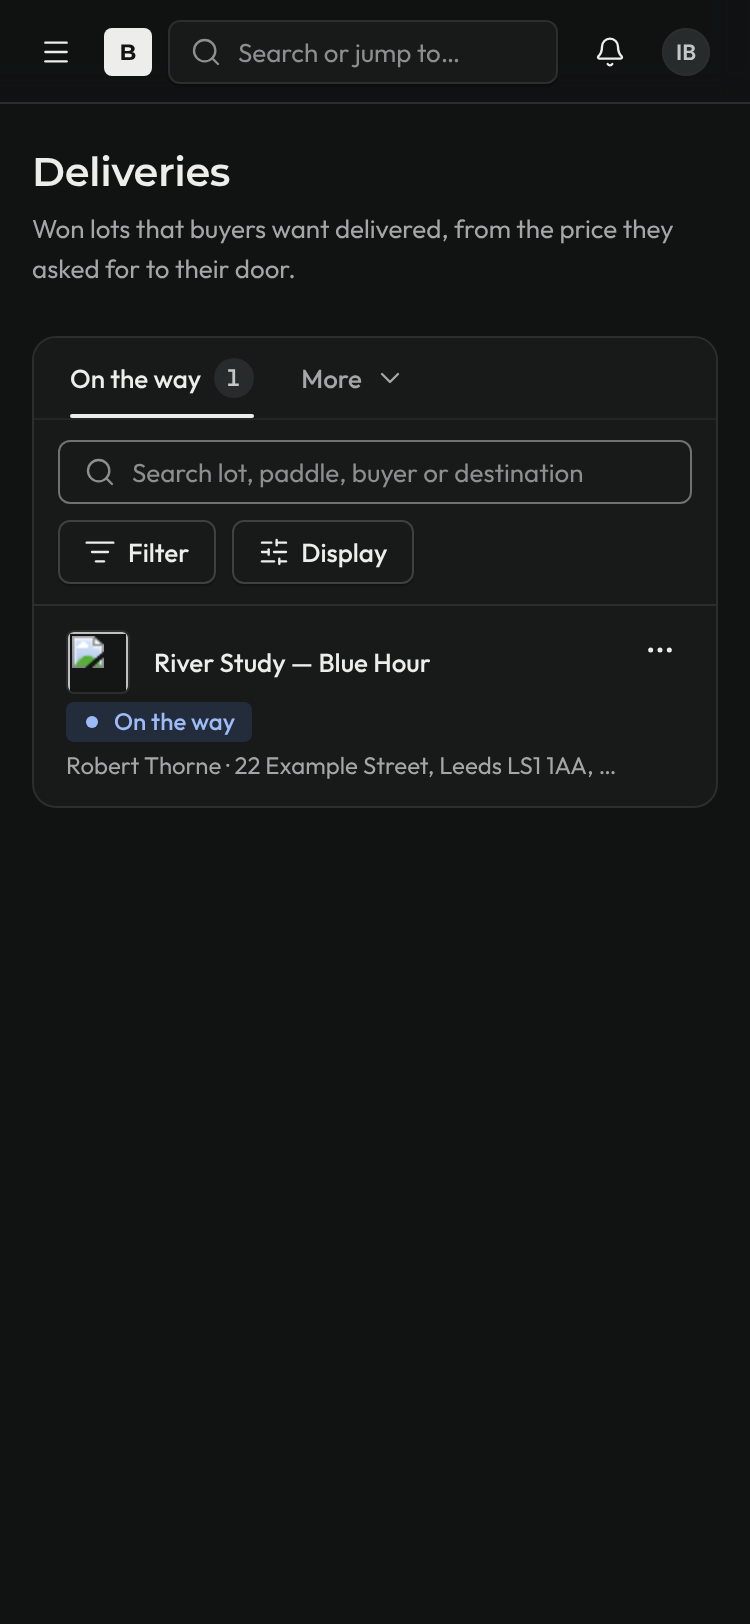 B
Search or jump to...
IB
Deliveries
Won lots that buyers want delivered, from the price they
asked for to their door.
On the way 1
More
Search lot, paddle, buyer or destination
Filter
Display
River Study — Blue Hour
On the way
Robert Thorne · 22 Example Street, Leeds LS1 1AA, ...